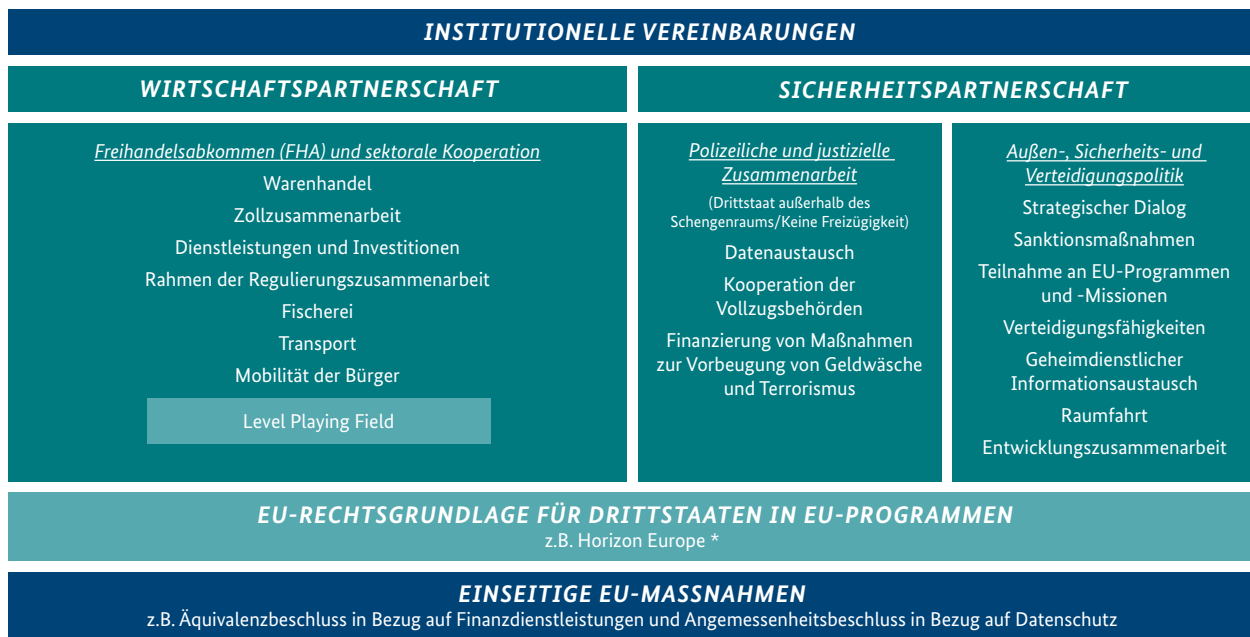 INSTITUTIONELLE VEREINBARUNGEN
WIRTSCHAFTSPARTNERSCHAFT
Freihandelsabkommen (FHA) und sektorale Kooperation
Warenhandel
Zollzusammenarbeit
Dienstleistungen und Investitionen
Rahmen der Regulierungszusammenarbeit
Fischerei
Transport
Mobilität der Bürger
Level Playing Field
SICHERHEITSPARTNERSCHAFT
Polizeiliche und justizielle
Zusammenarbeit
(Drittstaat außerhalb des
Schengenraums/Keine Freizügigkeit)
Datenaustausch
Kooperation der
Vollzugsbehörden
Finanzierung von Maßnahmen
zur Vorbeugung von Geldwäsche
und Terrorismus
Außen-, Sicherheits- und
Verteidigungspolitik
Strategischer Dialog
Sanktionsmaßnahmen
Teilnahme an EU-Programmen
und -Missionen
Verteidigungsfähigkeiten
Geheimdienstlicher
Informationsaustausch
Raumfahrt
Entwicklungszusammenarbeit
EU-RECHTSGRUNDLAGE FÜR DRITTSTAATEN IN EU-PROGRAMMEN
z.B. Horizon Europe *
EINSEITIGE EU-MASSNAHMEN
z.B. Äquivalenzbeschluss in Bezug auf Finanzdienstleistungen und Angemessenheitsbeschluss in Bezug auf Datenschutz